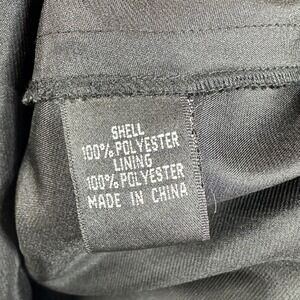 SHELL
100% POLYESTER
LINING
100% POLYESTER
MADE IN CHINA